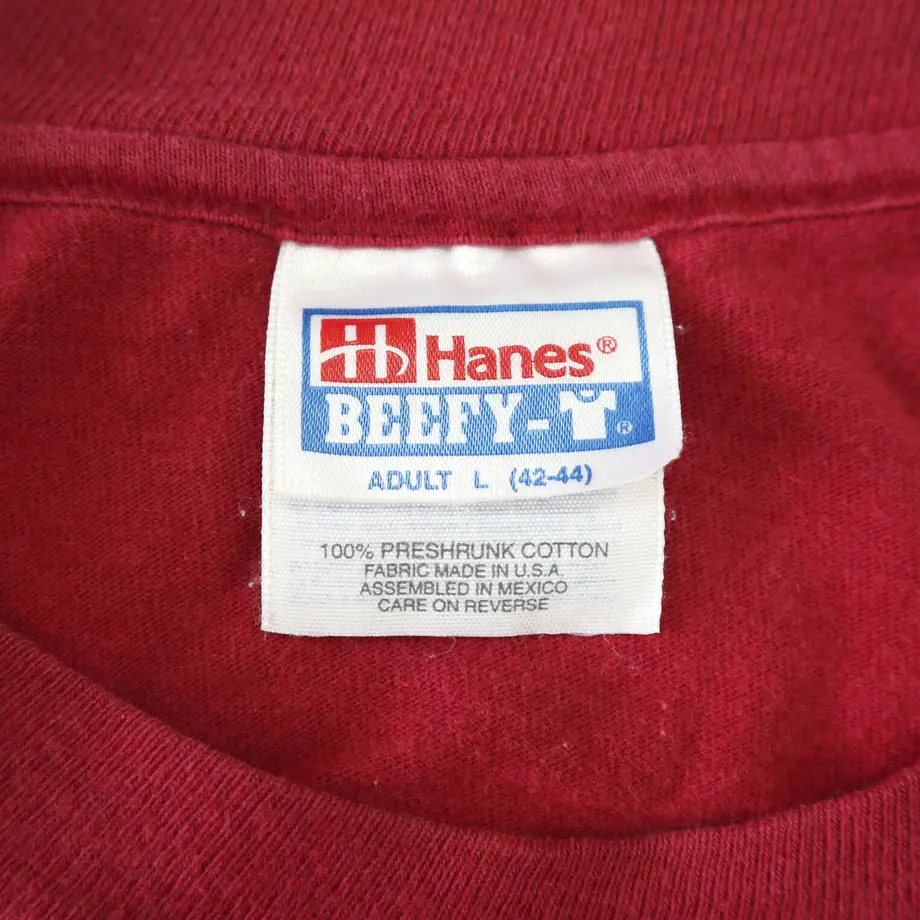 Hanes®
BEEFY-T®
ADULT L (42-44)
100% PRESHRUNK COTTON
FABRIC MADE IN U.S.A.
ASSEMBLED IN MEXICO
CARE ON REVERSE